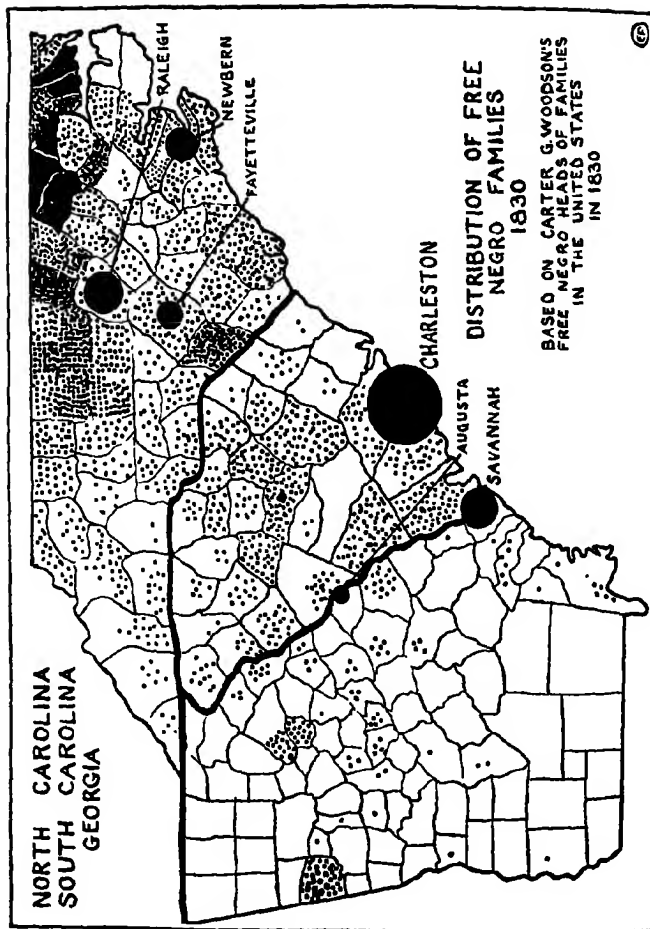 NORTH CAROLINA
SOUTH CAROLINA
GEORGIA
RALEIGH
NEWBERN
FAYETTEVILLE
CHARLESTON
AUGUSTA
SAVANNAH
DISTRIBUTION OF FREE
NEGRO FAMILIES
1830
BASED ON CARTER G. WOODSON'S
FREE NEGRO HEADS OF FAMILIES
IN THE UNITED STATES
IN 1830